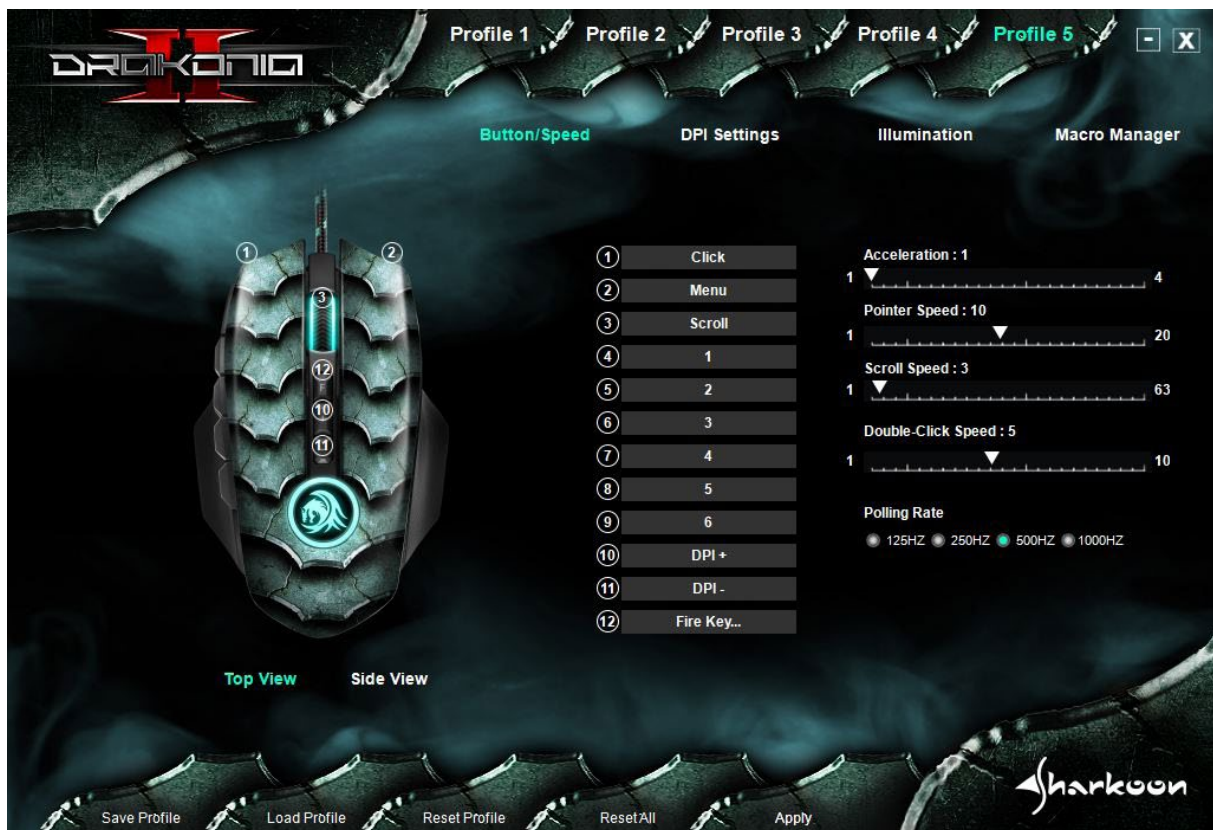 DRAKONIA II
Profile 1 Profile 2 Profile 3 Profile 4 Profile 5 - X
Button/Speed DPI Settings Illumination Macro Manager
1 2 3 12 10 11
1 Click
2 Menu
3 Scroll
4 1
5 2
6 3
7 4
8 5
9 6
10 DPI +
11 DPI -
12 Fire Key...
Acceleration : 1
1 4
Pointer Speed : 10
1 20
Scroll Speed : 3
1 63
Double-Click Speed : 5
1 10
Polling Rate
125HZ 250HZ 500HZ 1000HZ
Top View Side View
Sharkoon
Save Profile Load Profile Reset Profile Reset All Apply